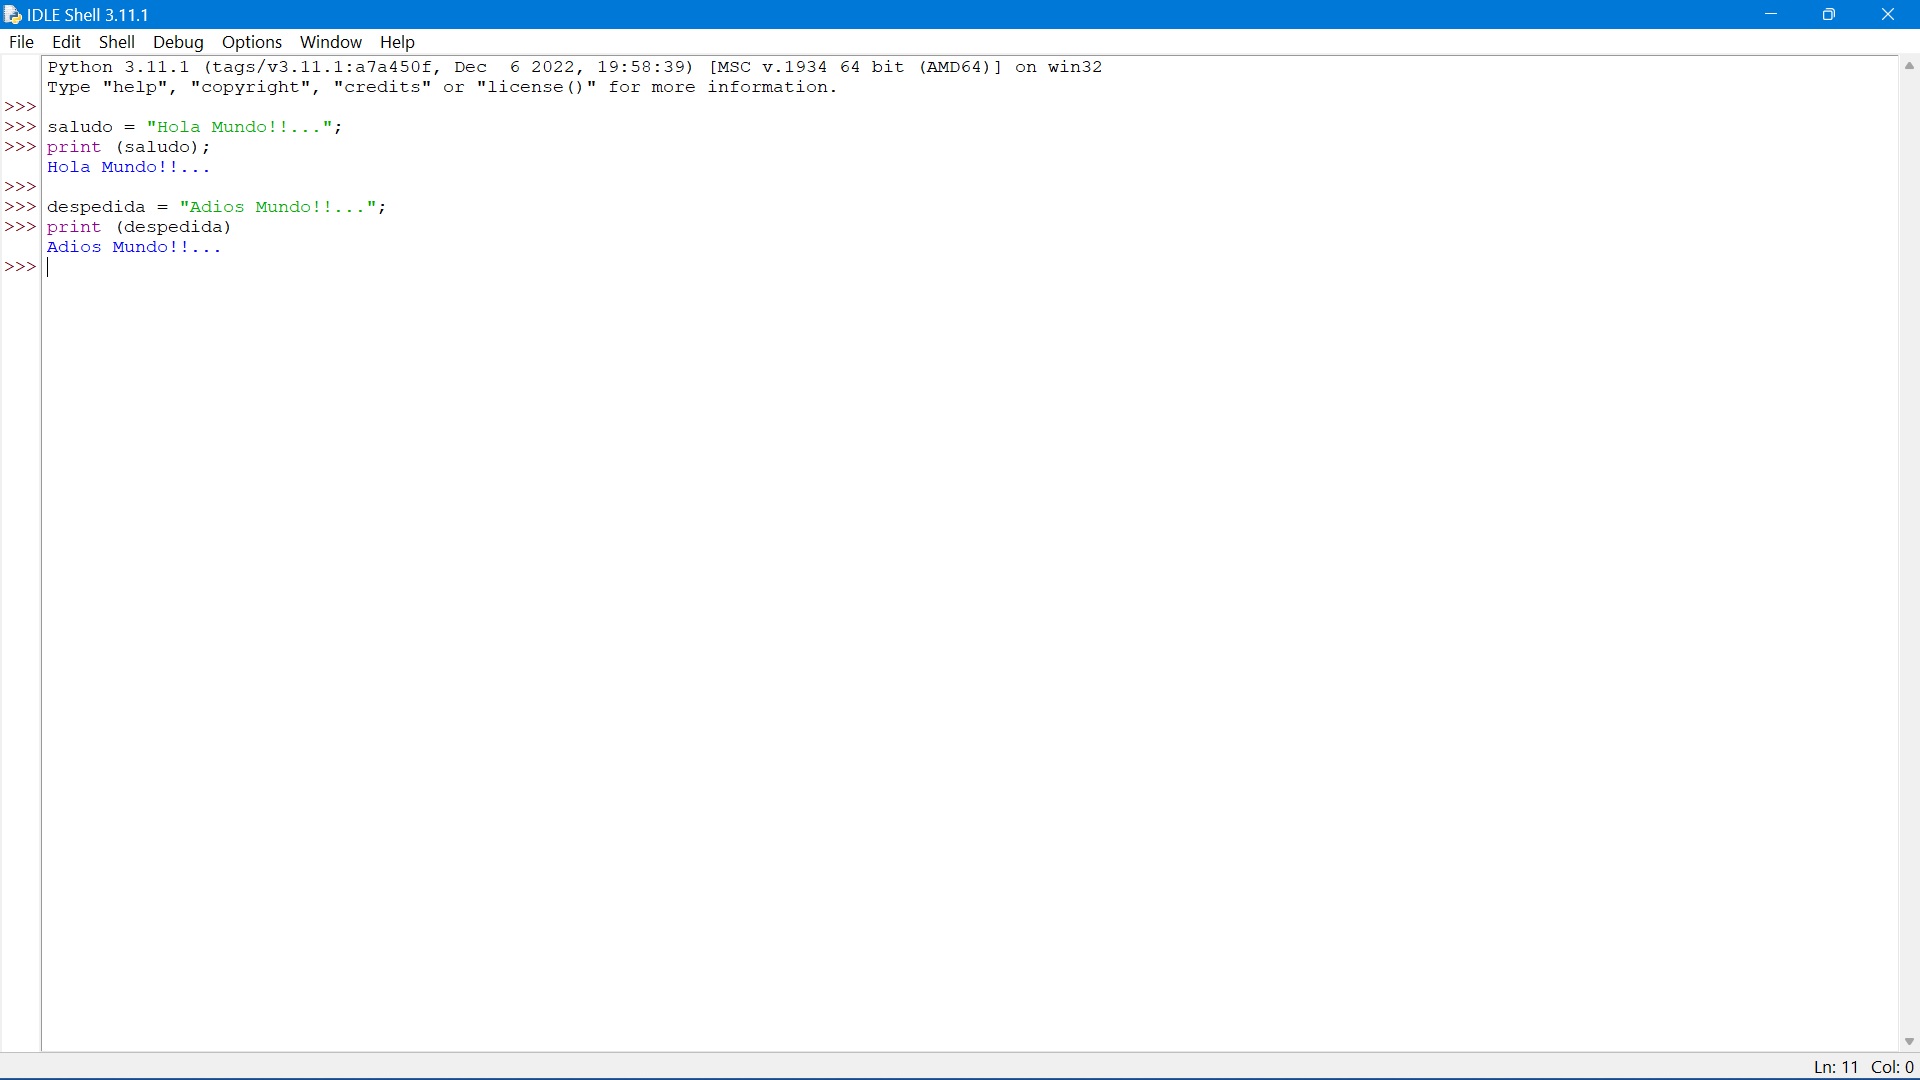 IDLE Shell 3.11.1
File Edit Shell Debug Options Window Help
Python 3.11.1 (tags/v3.11.1:a7a450f, Dec  6 2022, 19:58:39) [MSC v.1934 64 bit (AMD64)] on win32
Type "help", "copyright", "credits" or "license()" for more information.
>>>
>>> saludo = "Hola Mundo!!...";
>>> print (saludo);
Hola Mundo!!...
>>>
>>> despedida = "Adios Mundo!!...";
>>> print (despedida)
Adios Mundo!!...
>>>
Ln: 11 Col: 0